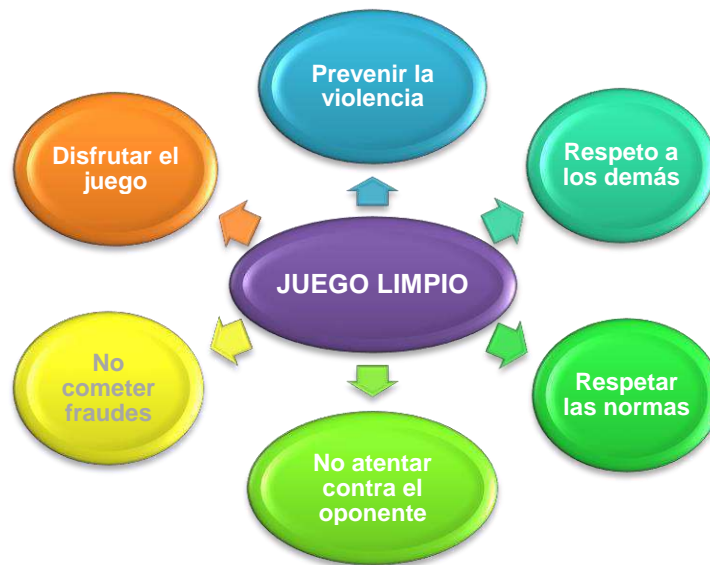 Prevenir la
violencia
Disfrutar el
juego
Respeto a
los demás
JUEGO LIMPIO
No
cometer
fraudes
Respetar
las normas
No atentar
contra el
oponente